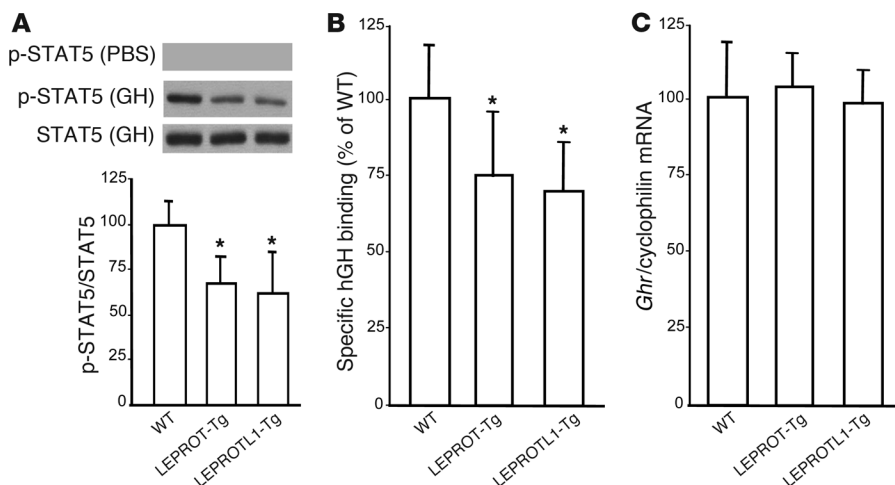 A
p-STAT5 (PBS)
p-STAT5 (GH)
STAT5 (GH)
p-STAT5/STAT5
125
100
75
50
25
0
*
*
WT
LEPROT-Tg
LEPROTL1-Tg
B
Specific hGH binding (% of WT)
125
100
75
50
25
0
*
*
WT
LEPROT-Tg
LEPROTL1-Tg
C
Ghr/cyclophilin mRNA
125
100
75
50
25
0
WT
LEPROT-Tg
LEPROTL1-Tg